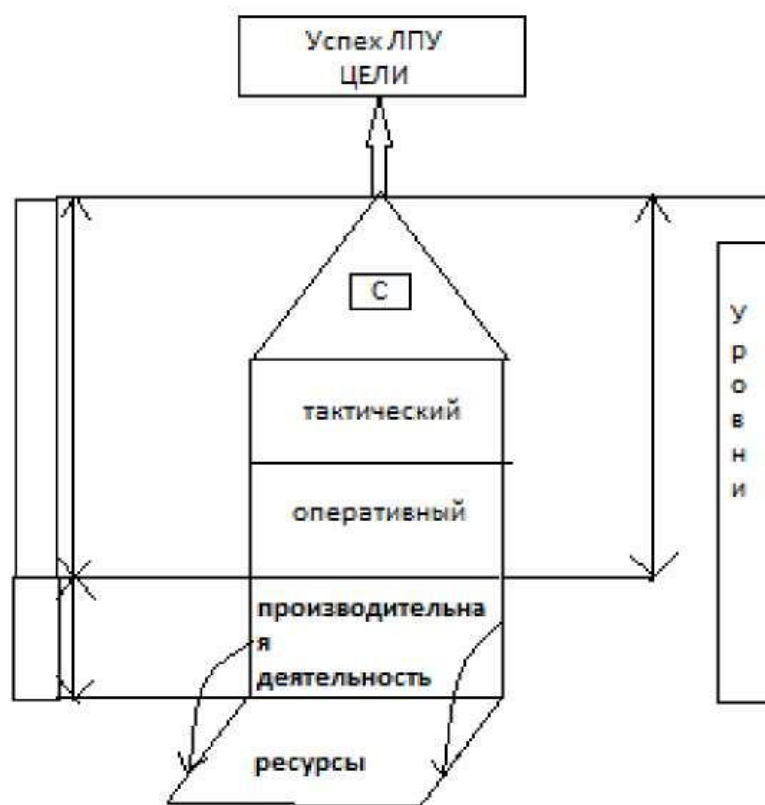 Успех ЛПУ
ЦЕЛИ
С
тактический
оперативный
производительна
я
деятельность
ресурсы
У
р
о
в
н
и